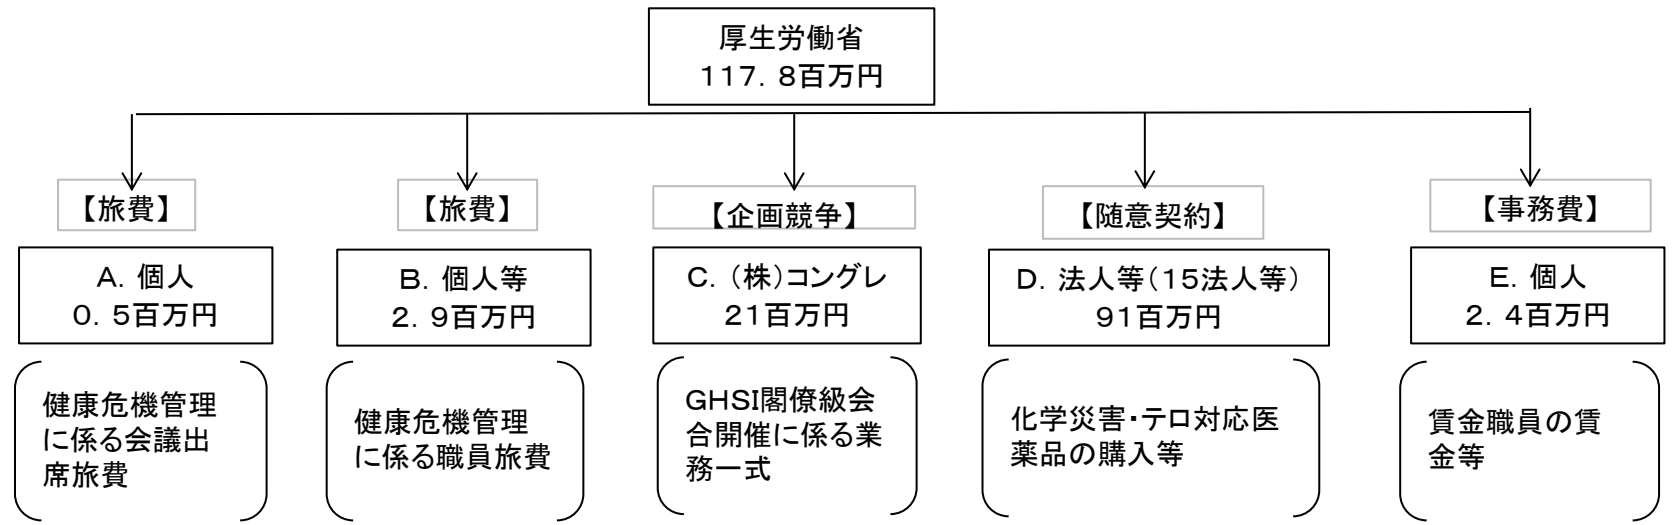 厚生労働省
117．8百万円
【旅費】
【旅費】
【企画競争】
【随意契約】
【事務費】
A．個人
0．5百万円
B．個人等
2．9百万円
C．（株）コングレ
21百万円
D．法人等（15法人等）
91百万円
E．個人
2．4百万円
健康危機管理
に係る会議出
席旅費
健康危機管理
に係る職員旅費
GHSI閣僚級会
合開催に係る業
務一式
化学災害・テロ対応医
薬品の購入等
賃金職員の賃
金等